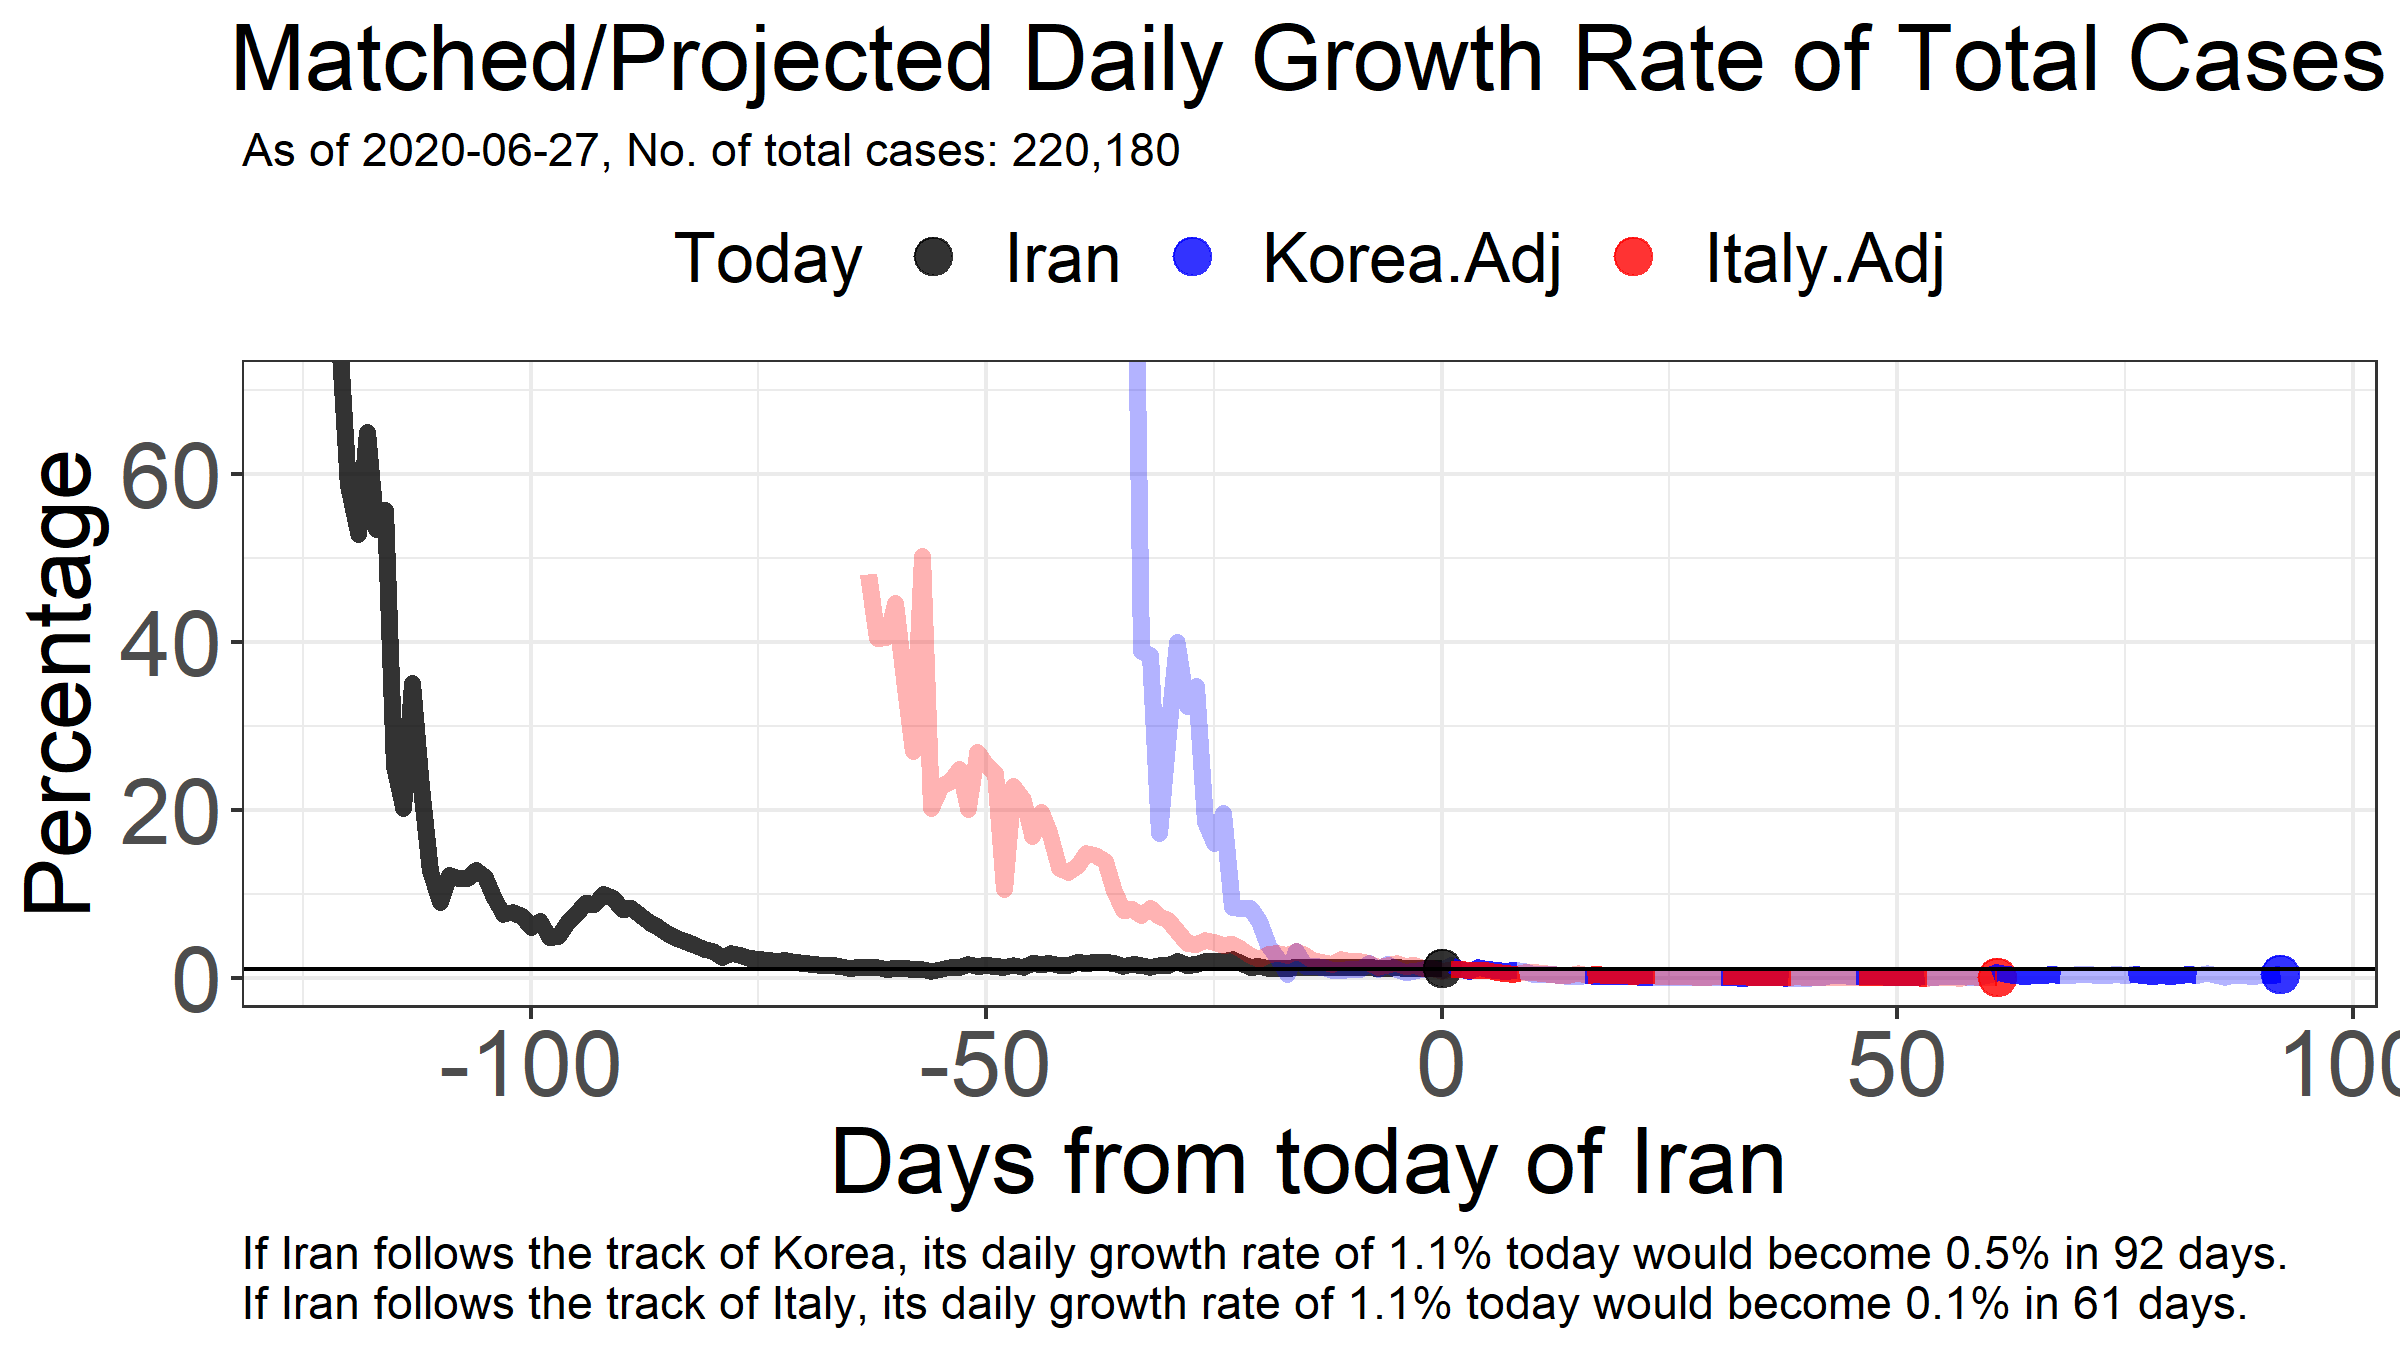 Matched/Projected Daily Growth Rate of Total Cases
As of 2020-06-27, No. of total cases: 220,180
Today Iran Korea.Adj Italy.Adj
Percentage
60
40
20
0
-100 -50 0 50 100
Days from today of Iran
If Iran follows the track of Korea, its daily growth rate of 1.1% today would become 0.5% in 92 days.
If Iran follows the track of Italy, its daily growth rate of 1.1% today would become 0.1% in 61 days.